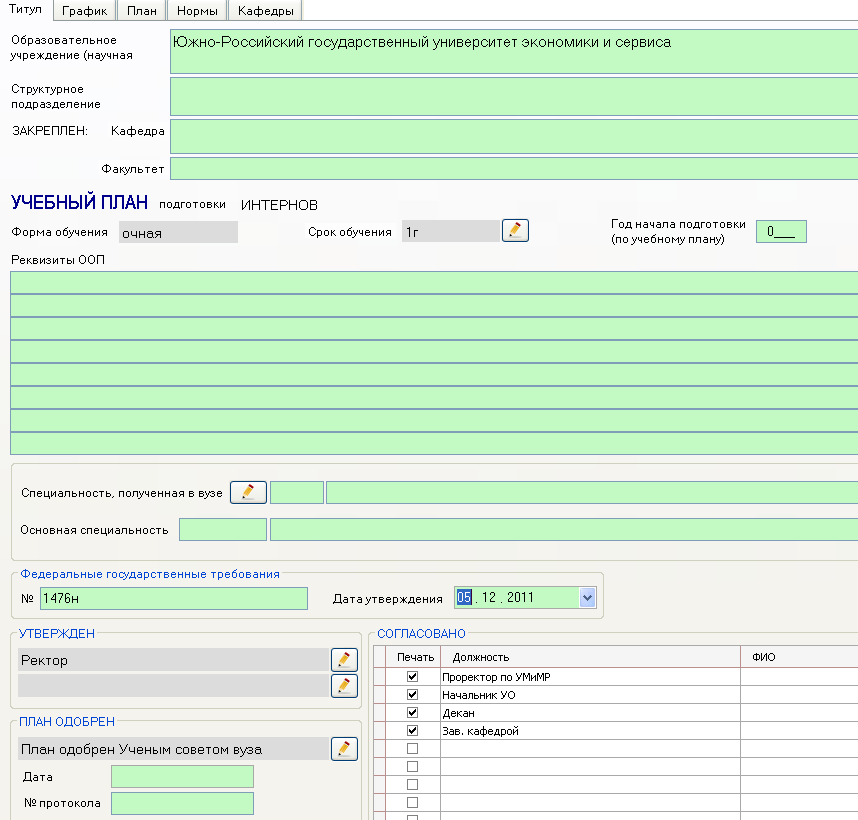 Титул График План Нормы Кафедры
Образовательное
учреждение (научная
Южно-Российский государственный университет экономики и сервиса
Структурное
подразделение
ЗАКРЕПЛЕН: Кафедра
Факультет
УЧЕБНЫЙ ПЛАН подготовки ИНТЕРНОВ
Форма обучения очная Срок обучения 1г
Год начала подготовки
(по учебному плану) 0___
Реквизиты ООП
Специальность, полученная в вузе
Основная специальность
Федеральные государственные требования
№ 1476н Дата утверждения 05 . 12 . 2011
УТВЕРЖДЕН
Ректор
ПЛАН ОДОБРЕН
План одобрен Ученым советом вуза
Дата
№ протокола
СОГЛАСОВАНО
Печать Должность ФИО
Проректор по УМиМР
Начальник УО
Декан
Зав. кафедрой